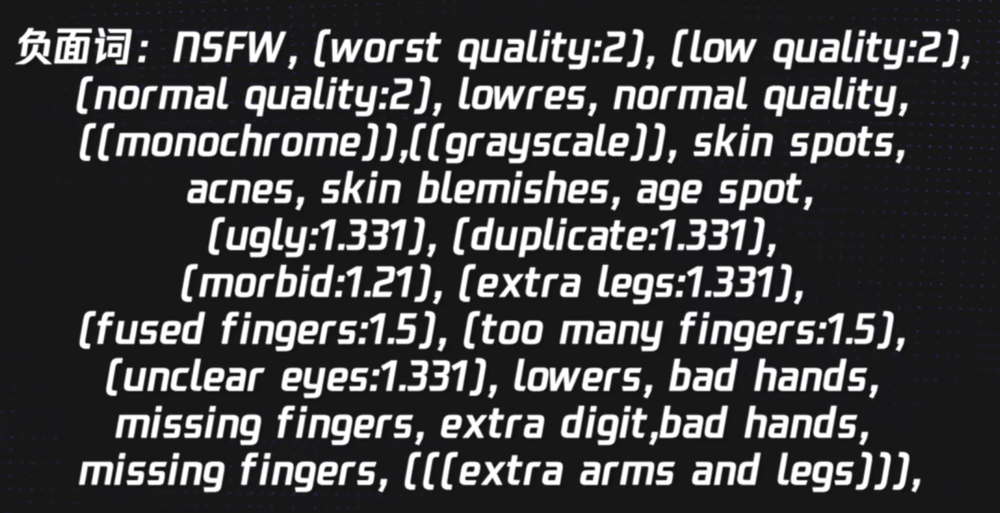 负面词：NSFW, (worst quality:2), (low quality:2),
(normal quality:2), lowres, normal quality,
((monochrome)),((grayscale)), skin spots,
acnes, skin blemishes, age spot,
(ugly:1.331), (duplicate:1.331),
(morbid:1.21), (extra legs:1.331),
(fused fingers:1.5), (too many fingers:1.5),
(unclear eyes:1.331), lowers, bad hands,
missing fingers, extra digit,bad hands,
missing fingers, (((extra arms and legs))),